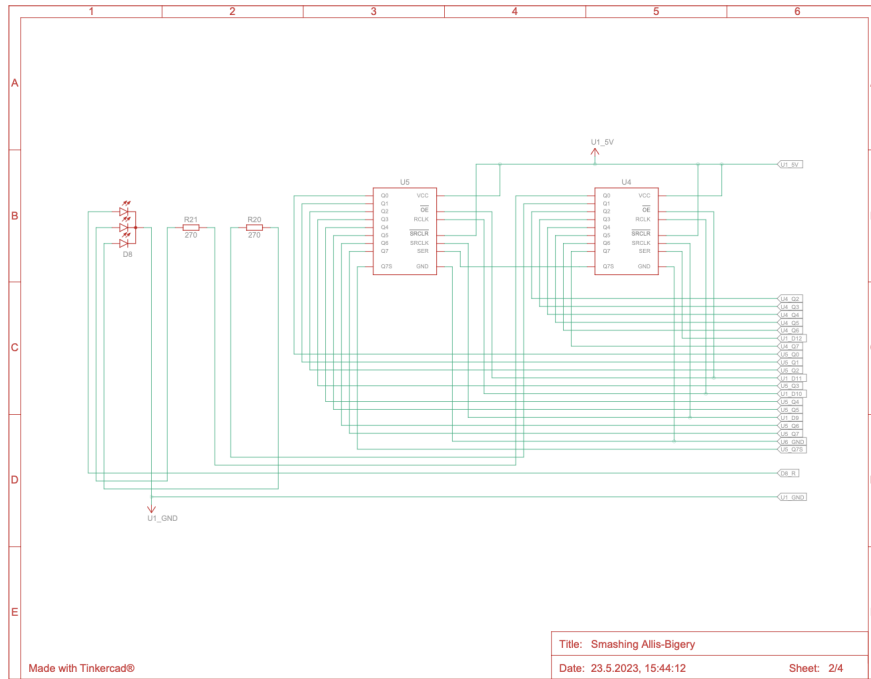 1 2 3 4 5 6
A
B
C
D
E
U1_5V
U1_5V
U5
Q0 VCC
Q1
Q2 OE
Q3 RCLK
Q4
Q5 SRCLR
Q6 SRCLK
Q7 SER
Q7S GND
U4
Q0 VCC
Q1
Q2 OE
Q3 RCLK
Q4
Q5 SRCLR
Q6 SRCLK
Q7 SER
Q7S GND
D8
R21
270
R20
270
U4_Q2
U4_Q3
U4_Q4
U4_Q5
U4_Q6
U1_D12
U4_Q7
U5_Q0
U5_Q1
U5_Q2
U1_D11
U5_Q3
U1_D10
U5_Q4
U5_Q5
U1_D9
U5_Q6
U5_Q7
U5_Q7S
D8_R
U1_GND
U1_GND
Title: Smashing Allis-Bigery
Date: 23.5.2023, 15:44:12 Sheet: 2/4
Made with Tinkercad®